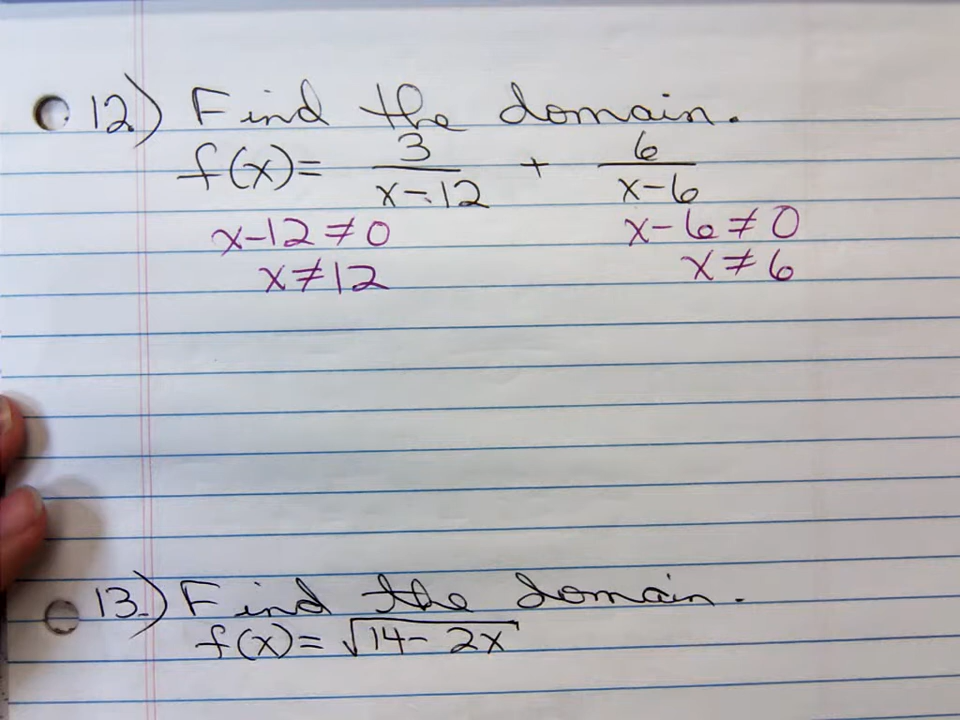 12.) Find the domain.
f(x) = 3/(x-12) + 6/(x-6)
x-12 ≠ 0 x-6 ≠ 0
x ≠ 12 x ≠ 6
13.) Find the domain.
f(x) = √(14-2x)